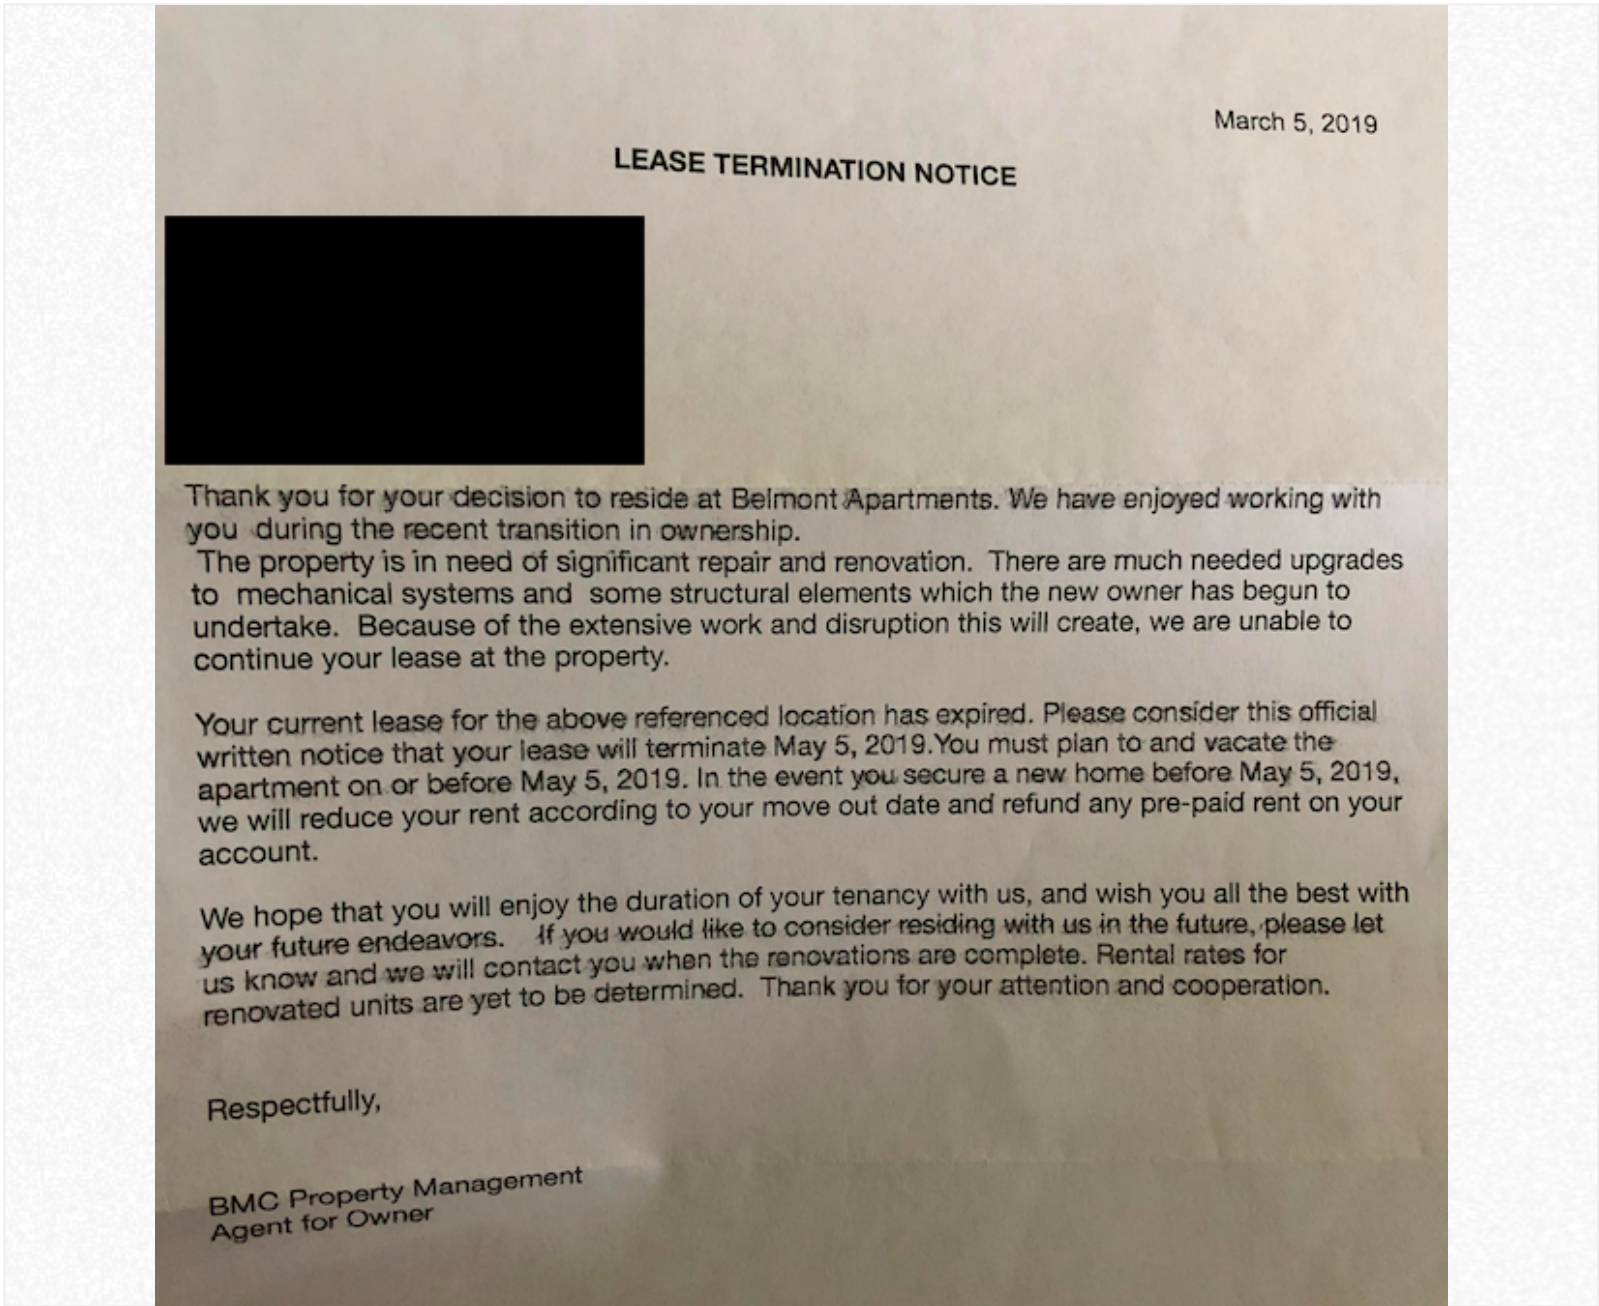 March 5, 2019
LEASE TERMINATION NOTICE
Thank you for your decision to reside at Belmont Apartments. We have enjoyed working with
you during the recent transition in ownership.
The property is in need of significant repair and renovation. There are much needed upgrades
to mechanical systems and some structural elements which the new owner has begun to
undertake. Because of the extensive work and disruption this will create, we are unable to
continue your lease at the property.
Your current lease for the above referenced location has expired. Please consider this official
written notice that your lease will terminate May 5, 2019.You must plan to and vacate the
apartment on or before May 5, 2019. In the event you secure a new home before May 5, 2019,
we will reduce your rent according to your move out date and refund any pre-paid rent on your
account.
We hope that you will enjoy the duration of your tenancy with us, and wish you all the best with
your future endeavors. If you would like to consider residing with us in the future, please let
us know and we will contact you when the renovations are complete. Rental rates for
renovated units are yet to be determined. Thank you for your attention and cooperation.
Respectfully,
BMC Property Management
Agent for Owner